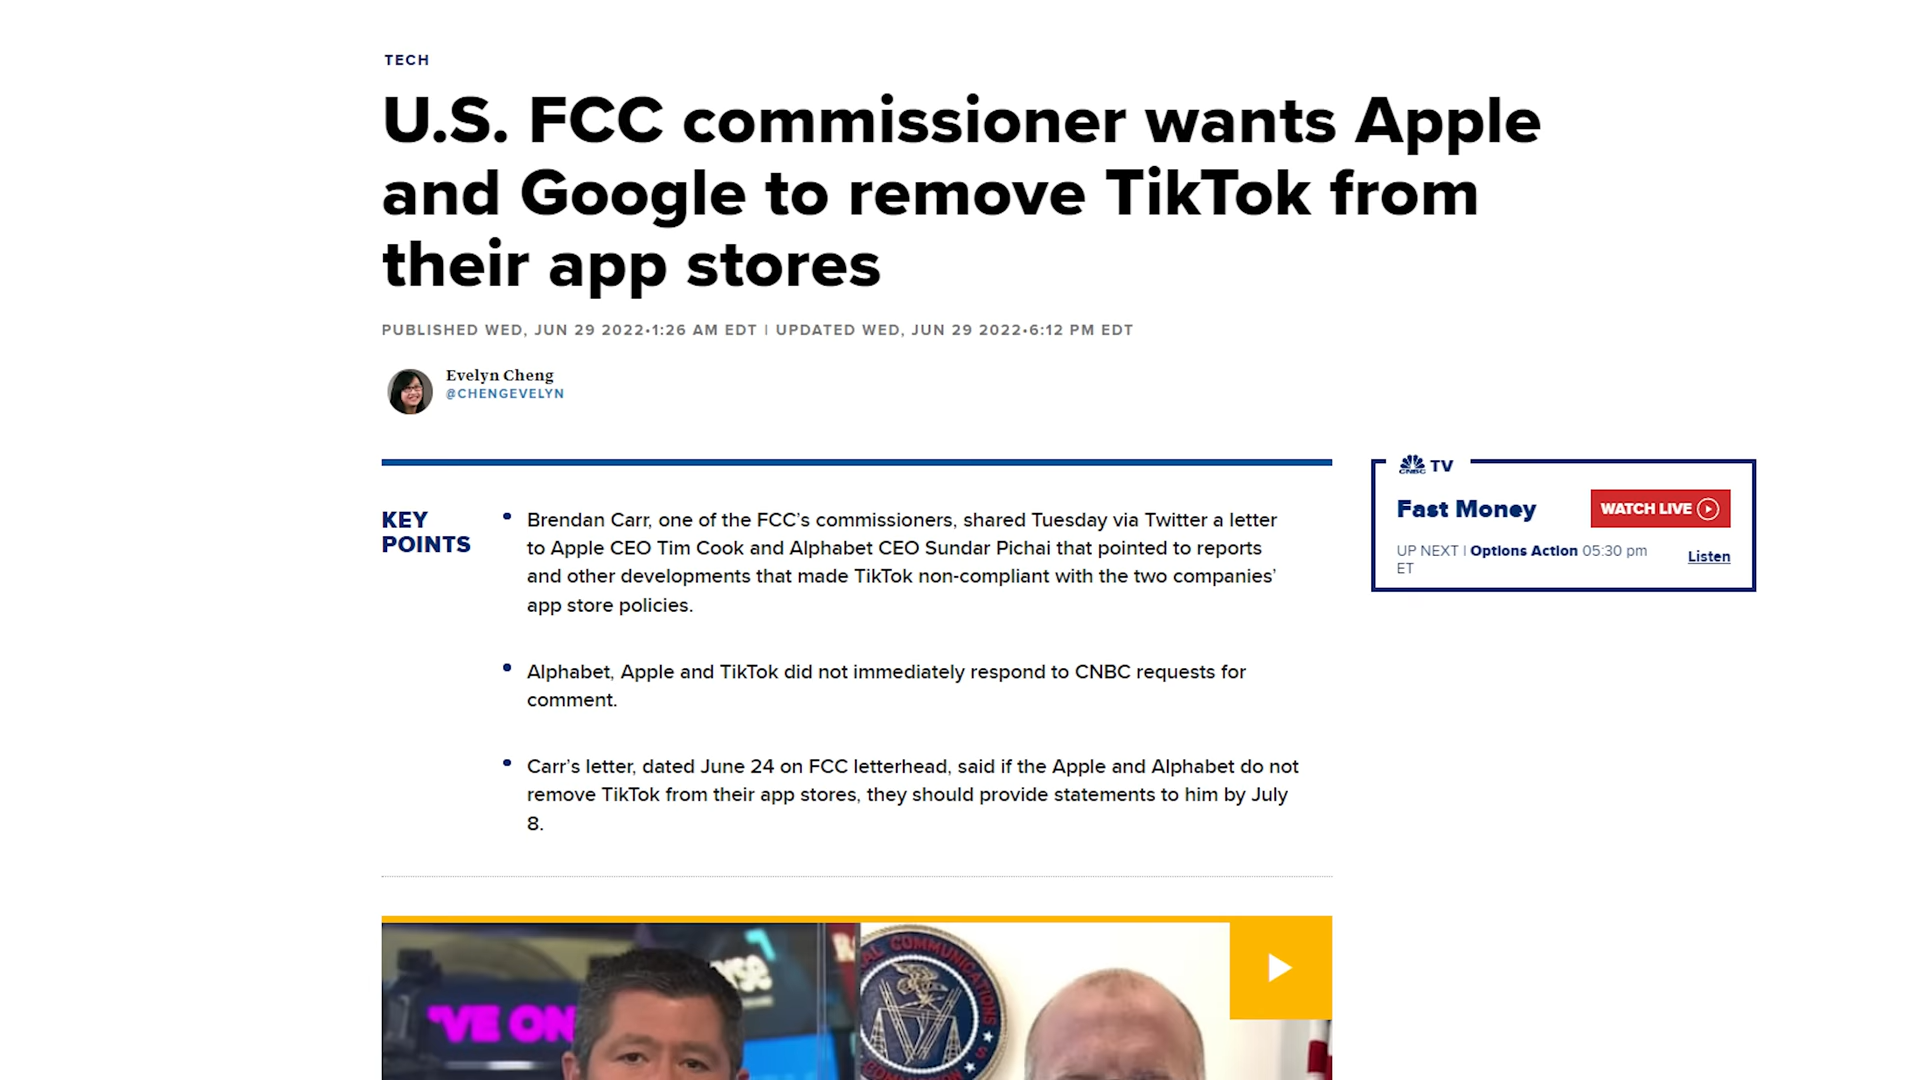 TECH
U.S. FCC commissioner wants Apple
and Google to remove TikTok from
their app stores
PUBLISHED WED, JUN 29 2022•1:26 AM EDT | UPDATED WED, JUN 29 2022•6:12 PM EDT
Evelyn Cheng
@CHENGEVELYN
CNBC TV
Fast Money
WATCH LIVE
UP NEXT | Options Action 05:30 pm
ET
Listen
KEY
POINTS
• Brendan Carr, one of the FCC’s commissioners, shared Tuesday via Twitter a letter
to Apple CEO Tim Cook and Alphabet CEO Sundar Pichai that pointed to reports
and other developments that made TikTok non-compliant with the two companies’
app store policies.
• Alphabet, Apple and TikTok did not immediately respond to CNBC requests for
comment.
• Carr’s letter, dated June 24 on FCC letterhead, said if the Apple and Alphabet do not
remove TikTok from their app stores, they should provide statements to him by July
8.
VE ON
COMMUNICATIONS